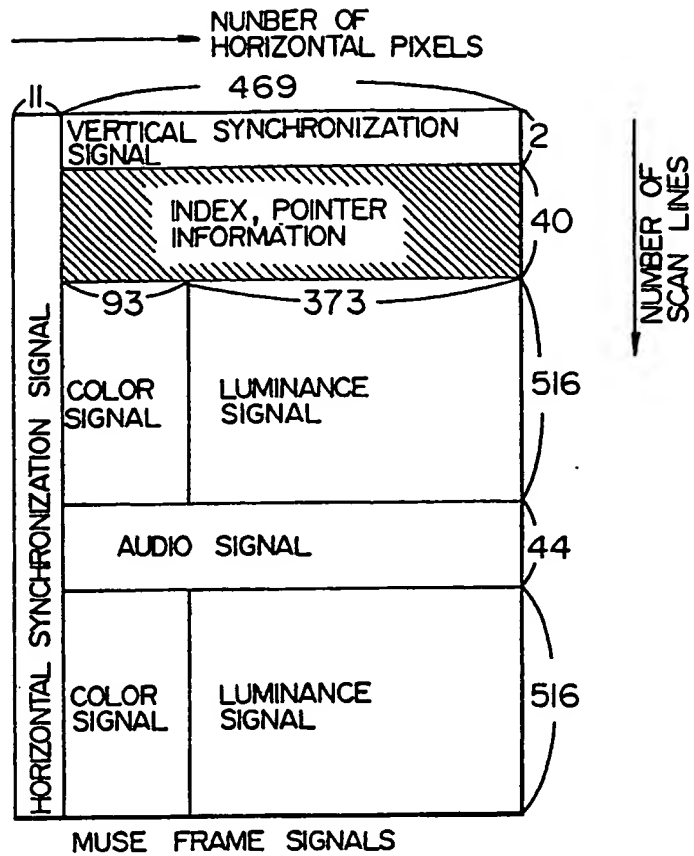 NUNBER OF
HORIZONTAL PIXELS
11
469
VERTICAL SYNCHRONIZATION
SIGNAL
2
INDEX, POINTER
INFORMATION
40
NUMBER OF
SCAN LINES
93
373
HORIZONTAL SYNCHRONIZATION SIGNAL
COLOR
SIGNAL
LUMINANCE
SIGNAL
516
AUDIO SIGNAL
44
COLOR
SIGNAL
LUMINANCE
SIGNAL
516
MUSE FRAME SIGNALS